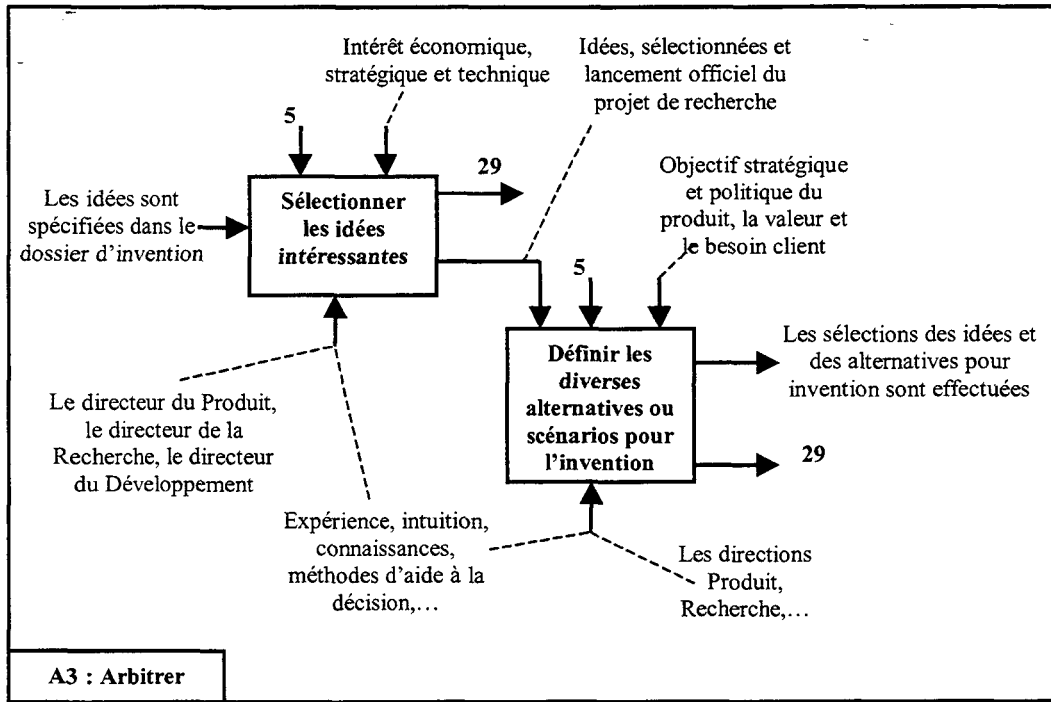 Intérêt économique,
stratégique et technique
Idées, sélectionnées et
lancement officiel du
projet de recherche
5
29
Objectif stratégique
et politique du
produit, la valeur et
le besoin client
Les idées sont
spécifiées dans le
dossier d'invention
Sélectionner
les idées
intéressantes
5
Définir les
diverses
alternatives ou
scénarios pour
l'invention
Les sélections des idées et
des alternatives pour
invention sont effectuées
29
Le directeur du Produit,
le directeur de la
Recherche, le directeur
du Développement
Expérience, intuition,
connaissances,
méthodes d'aide à la
décision,...
Les directions
Produit,
Recherche,...
A3 : Arbitrer